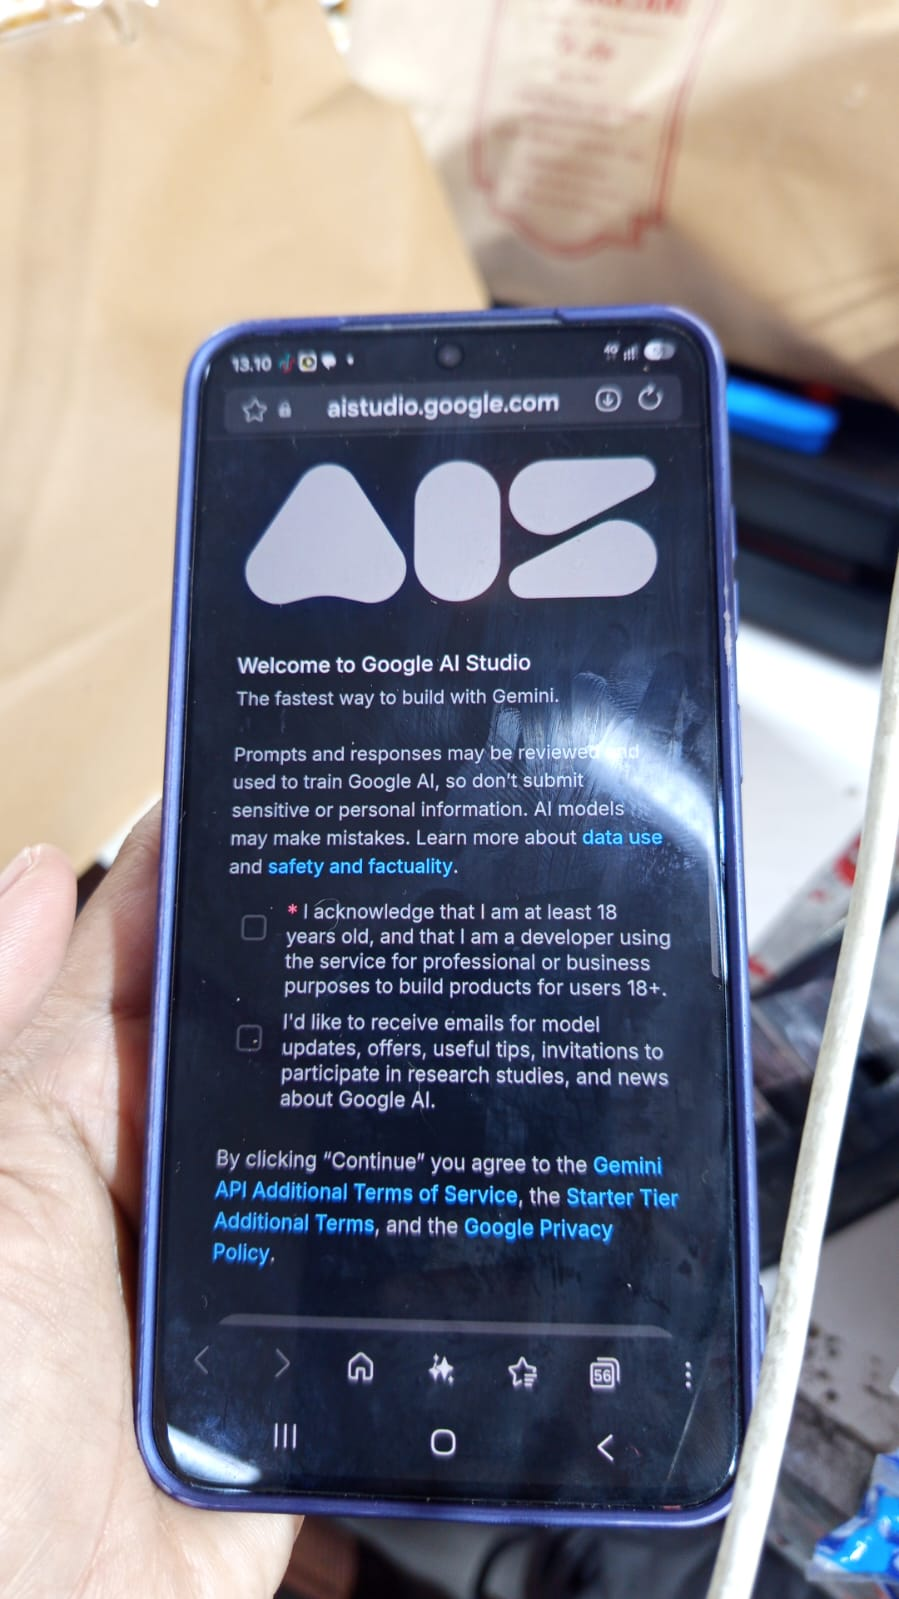 13.10
4G
aistudio.google.com
AIS
Welcome to Google AI Studio
The fastest way to build with Gemini.
Prompts and responses may be reviewed and
used to train Google AI, so don't submit
sensitive or personal information. AI models
may make mistakes. Learn more about data use
and safety and factuality.
* I acknowledge that I am at least 18
years old, and that I am a developer using
the service for professional or business
purposes to build products for users 18+.
I'd like to receive emails for model
updates, offers, useful tips, invitations to
participate in research studies, and news
about Google AI.
By clicking “Continue” you agree to the Gemini
API Additional Terms of Service, the Starter Tier
Additional Terms, and the Google Privacy
Policy.
56